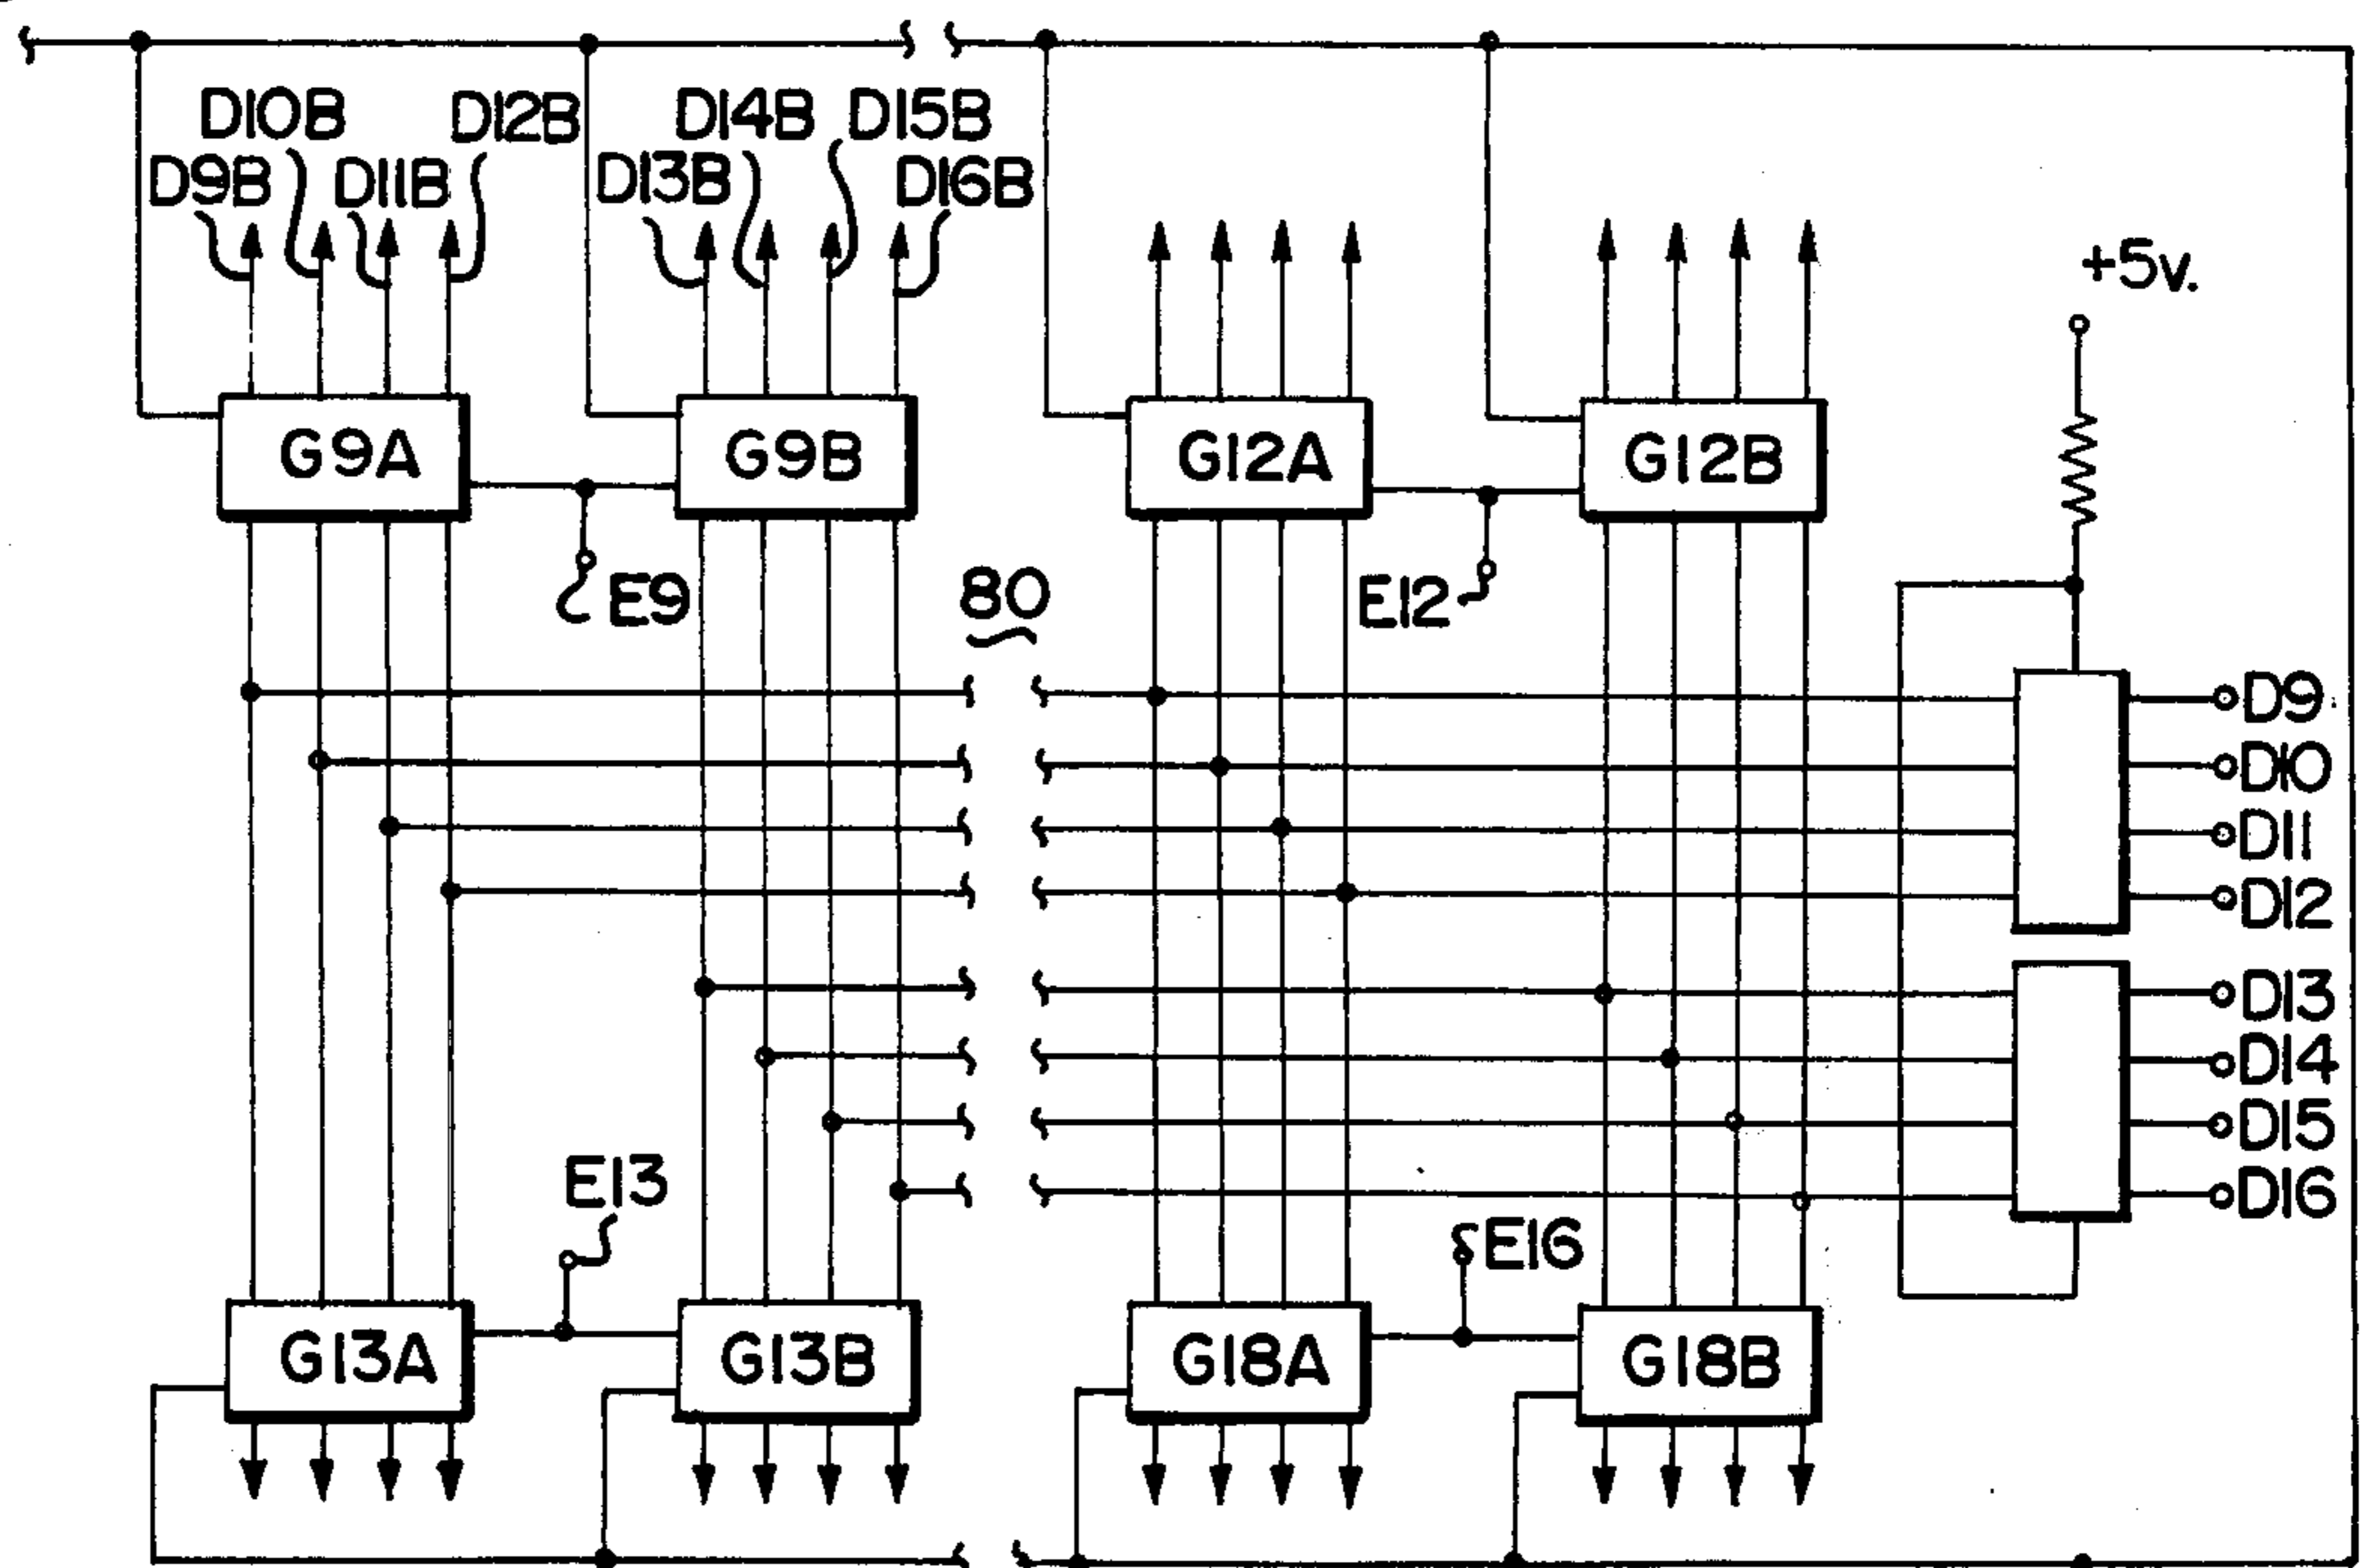 D10B D12B D14B D15B
D9B D11B D13B D16B
+5v.
G9A G9B G12A G12B
E9 80 E12
D9
D10
D11
D12
D13
D14
D15
D16
E13 E16
G13A G13B G18A G18B